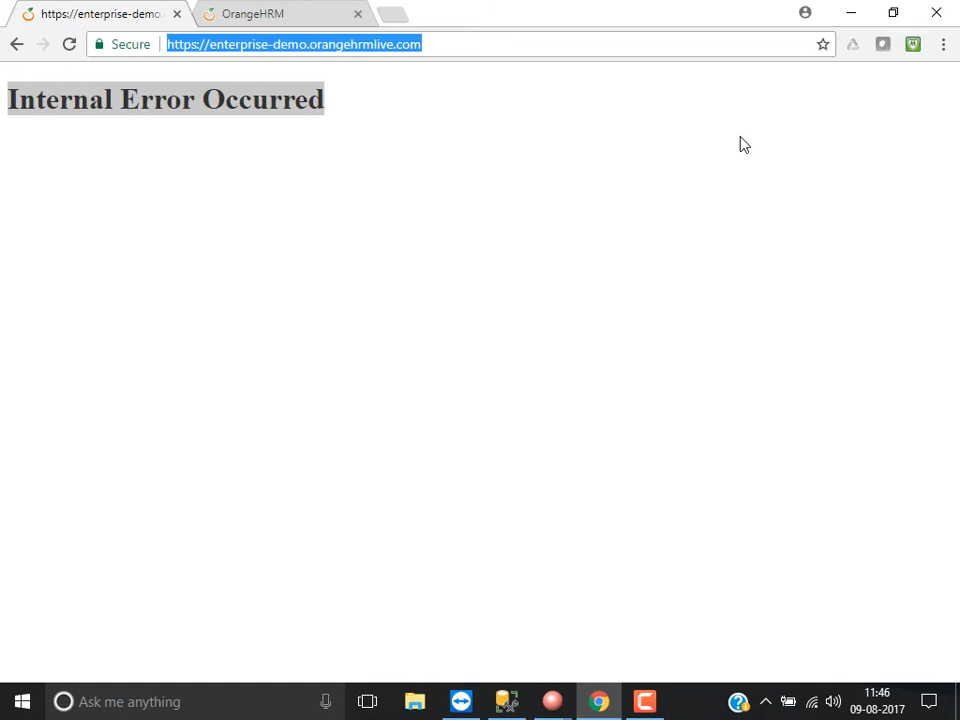 https://enterprise-demo.
OrangeHRM
Secure
https://enterprise-demo.orangehrmlive.com
Internal Error Occurred
Ask me anything
11:46
09-08-2017